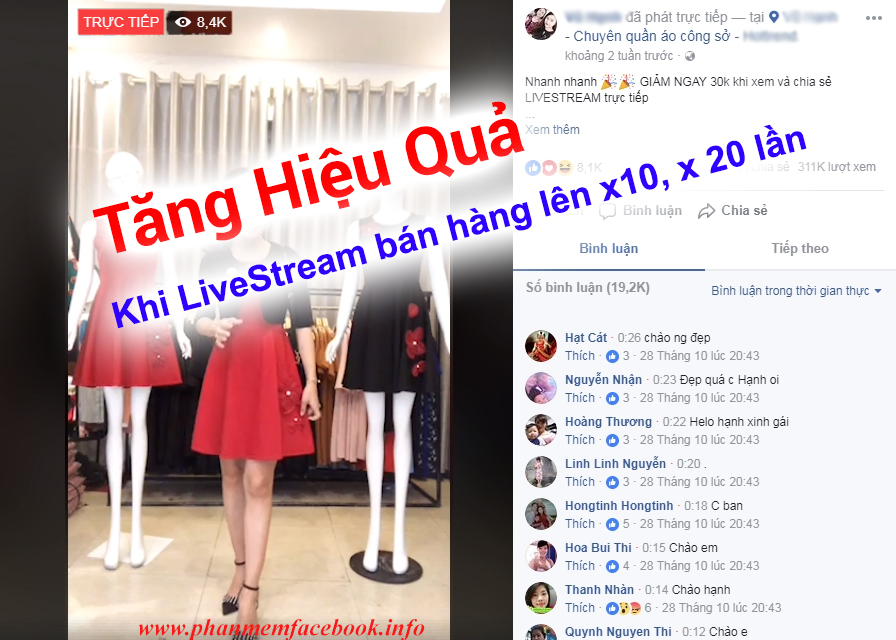 TRỰC TIẾP 8,4K
đã phát trực tiếp — tại
- Chuyên quần áo công sở -
khoảng 2 tuần trước ·
Nhanh nhanh 🎉🎉 GIẢM NGAY 30k khi xem và chia sẻ
LIVESTREAM trực tiếp
...
Xem thêm
8,1K chia sẻ 311K lượt xem
Bình luận Chia sẻ
Tăng Hiệu Quả
Khi LiveStream bán hàng lên x10, x 20 lần
Bình luận Tiếp theo
Số bình luận (19,2K) Bình luận trong thời gian thực
Hạt Cát · 0:26 chào ng đẹp
Thích · 3 · 28 Tháng 10 lúc 20:43
Nguyễn Nhận · 0:23 Đẹp quá c Hạnh oi
Thích · 3 · 28 Tháng 10 lúc 20:43
Hoàng Thương · 0:22 Helo hạnh xinh gái
Thích · 3 · 28 Tháng 10 lúc 20:43
Linh Linh Nguyễn · 0:20 .
Thích · 3 · 28 Tháng 10 lúc 20:43
Hongtinh Hongtinh · 0:18 C ban
Thích · 5 · 28 Tháng 10 lúc 20:43
Hoa Bui Thi · 0:15 Chào em
Thích · 4 · 28 Tháng 10 lúc 20:43
Thanh Nhàn · 0:14 Chào hạnh
Thích · 6 · 28 Tháng 10 lúc 20:43
Quynh Nguyen Thi · 0:12 Chào e
www.phanmemfacebook.info